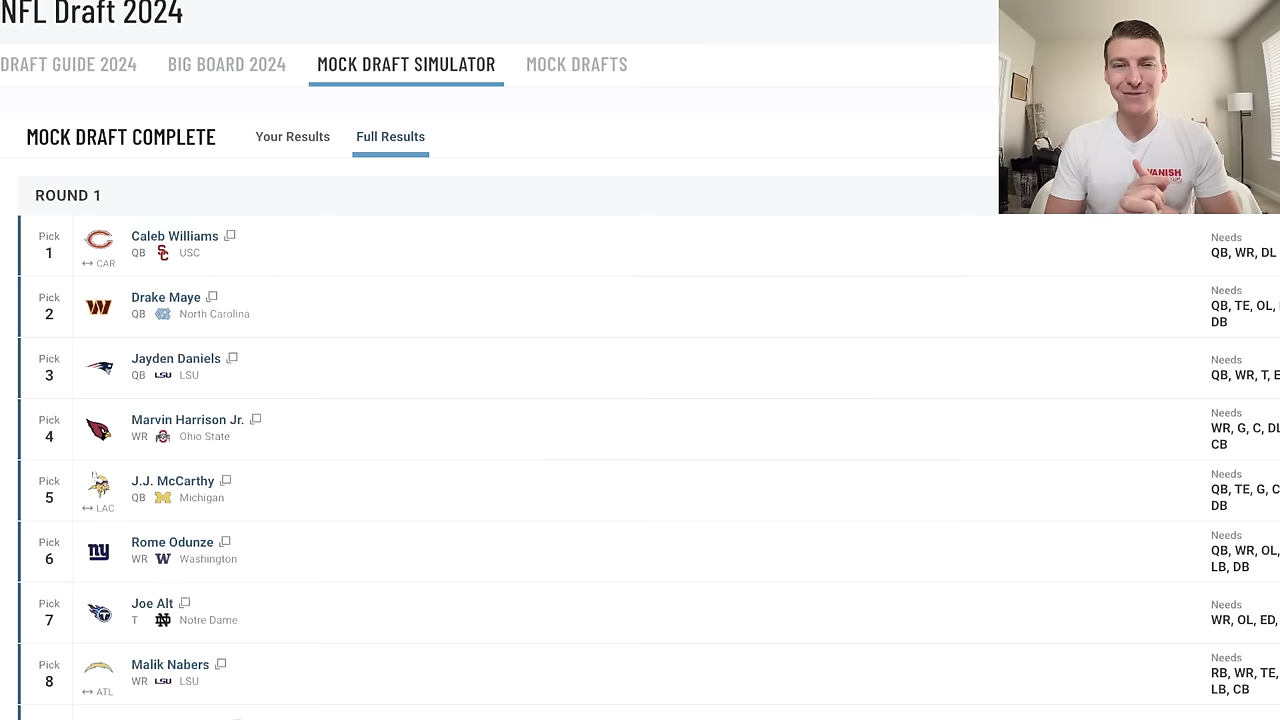 NFL Draft 2024
DRAFT GUIDE 2024 BIG BOARD 2024 MOCK DRAFT SIMULATOR MOCK DRAFTS
MOCK DRAFT COMPLETE Your Results Full Results
VANISH
ROUND 1
Pick
1
↔ CAR
Caleb Williams
QB SC USC
Needs
QB, WR, DL
Pick
2
W
Drake Maye
QB NC North Carolina
Needs
QB, TE, OL,
DB
Pick
3
Jayden Daniels
QB LSU LSU
Needs
QB, WR, T, E
Pick
4
Marvin Harrison Jr.
WR Ohio State
Needs
WR, G, C, DL
CB
Pick
5
↔ LAC
J.J. McCarthy
QB M Michigan
Needs
QB, TE, G, C
DB
Pick
6
ny
Rome Odunze
WR W Washington
Needs
QB, WR, OL,
LB, DB
Pick
7
T
Joe Alt
T ND Notre Dame
Needs
WR, OL, ED,
Pick
8
↔ ATL
Malik Nabers
WR LSU LSU
Needs
RB, WR, TE,
LB, CB